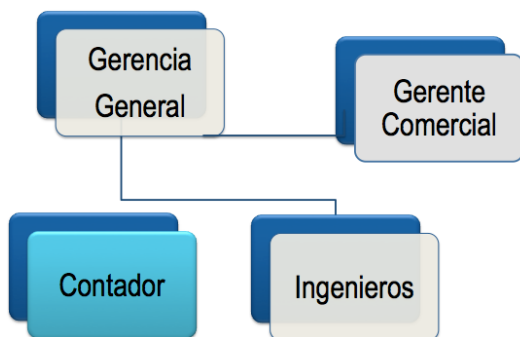 Gerencia
General
Gerente
Comercial
Contador
Ingenieros